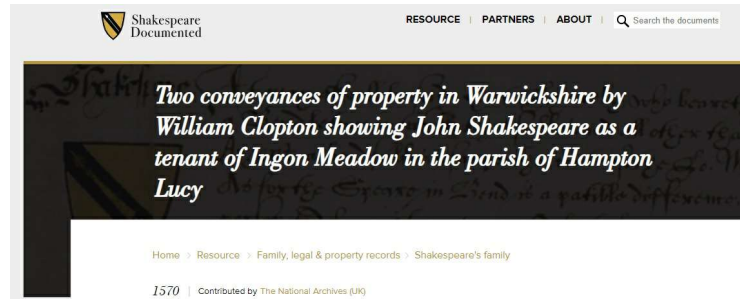 Shakespeare
Documented
RESOURCE | PARTNERS | ABOUT |
Search the documents
Two conveyances of property in Warwickshire by
William Clopton showing John Shakespeare as a
tenant of Ingon Meadow in the parish of Hampton
Lucy
Home > Resource > Family, legal & property records > Shakespeare's family
1570 | Contributed by The National Archives (UK)